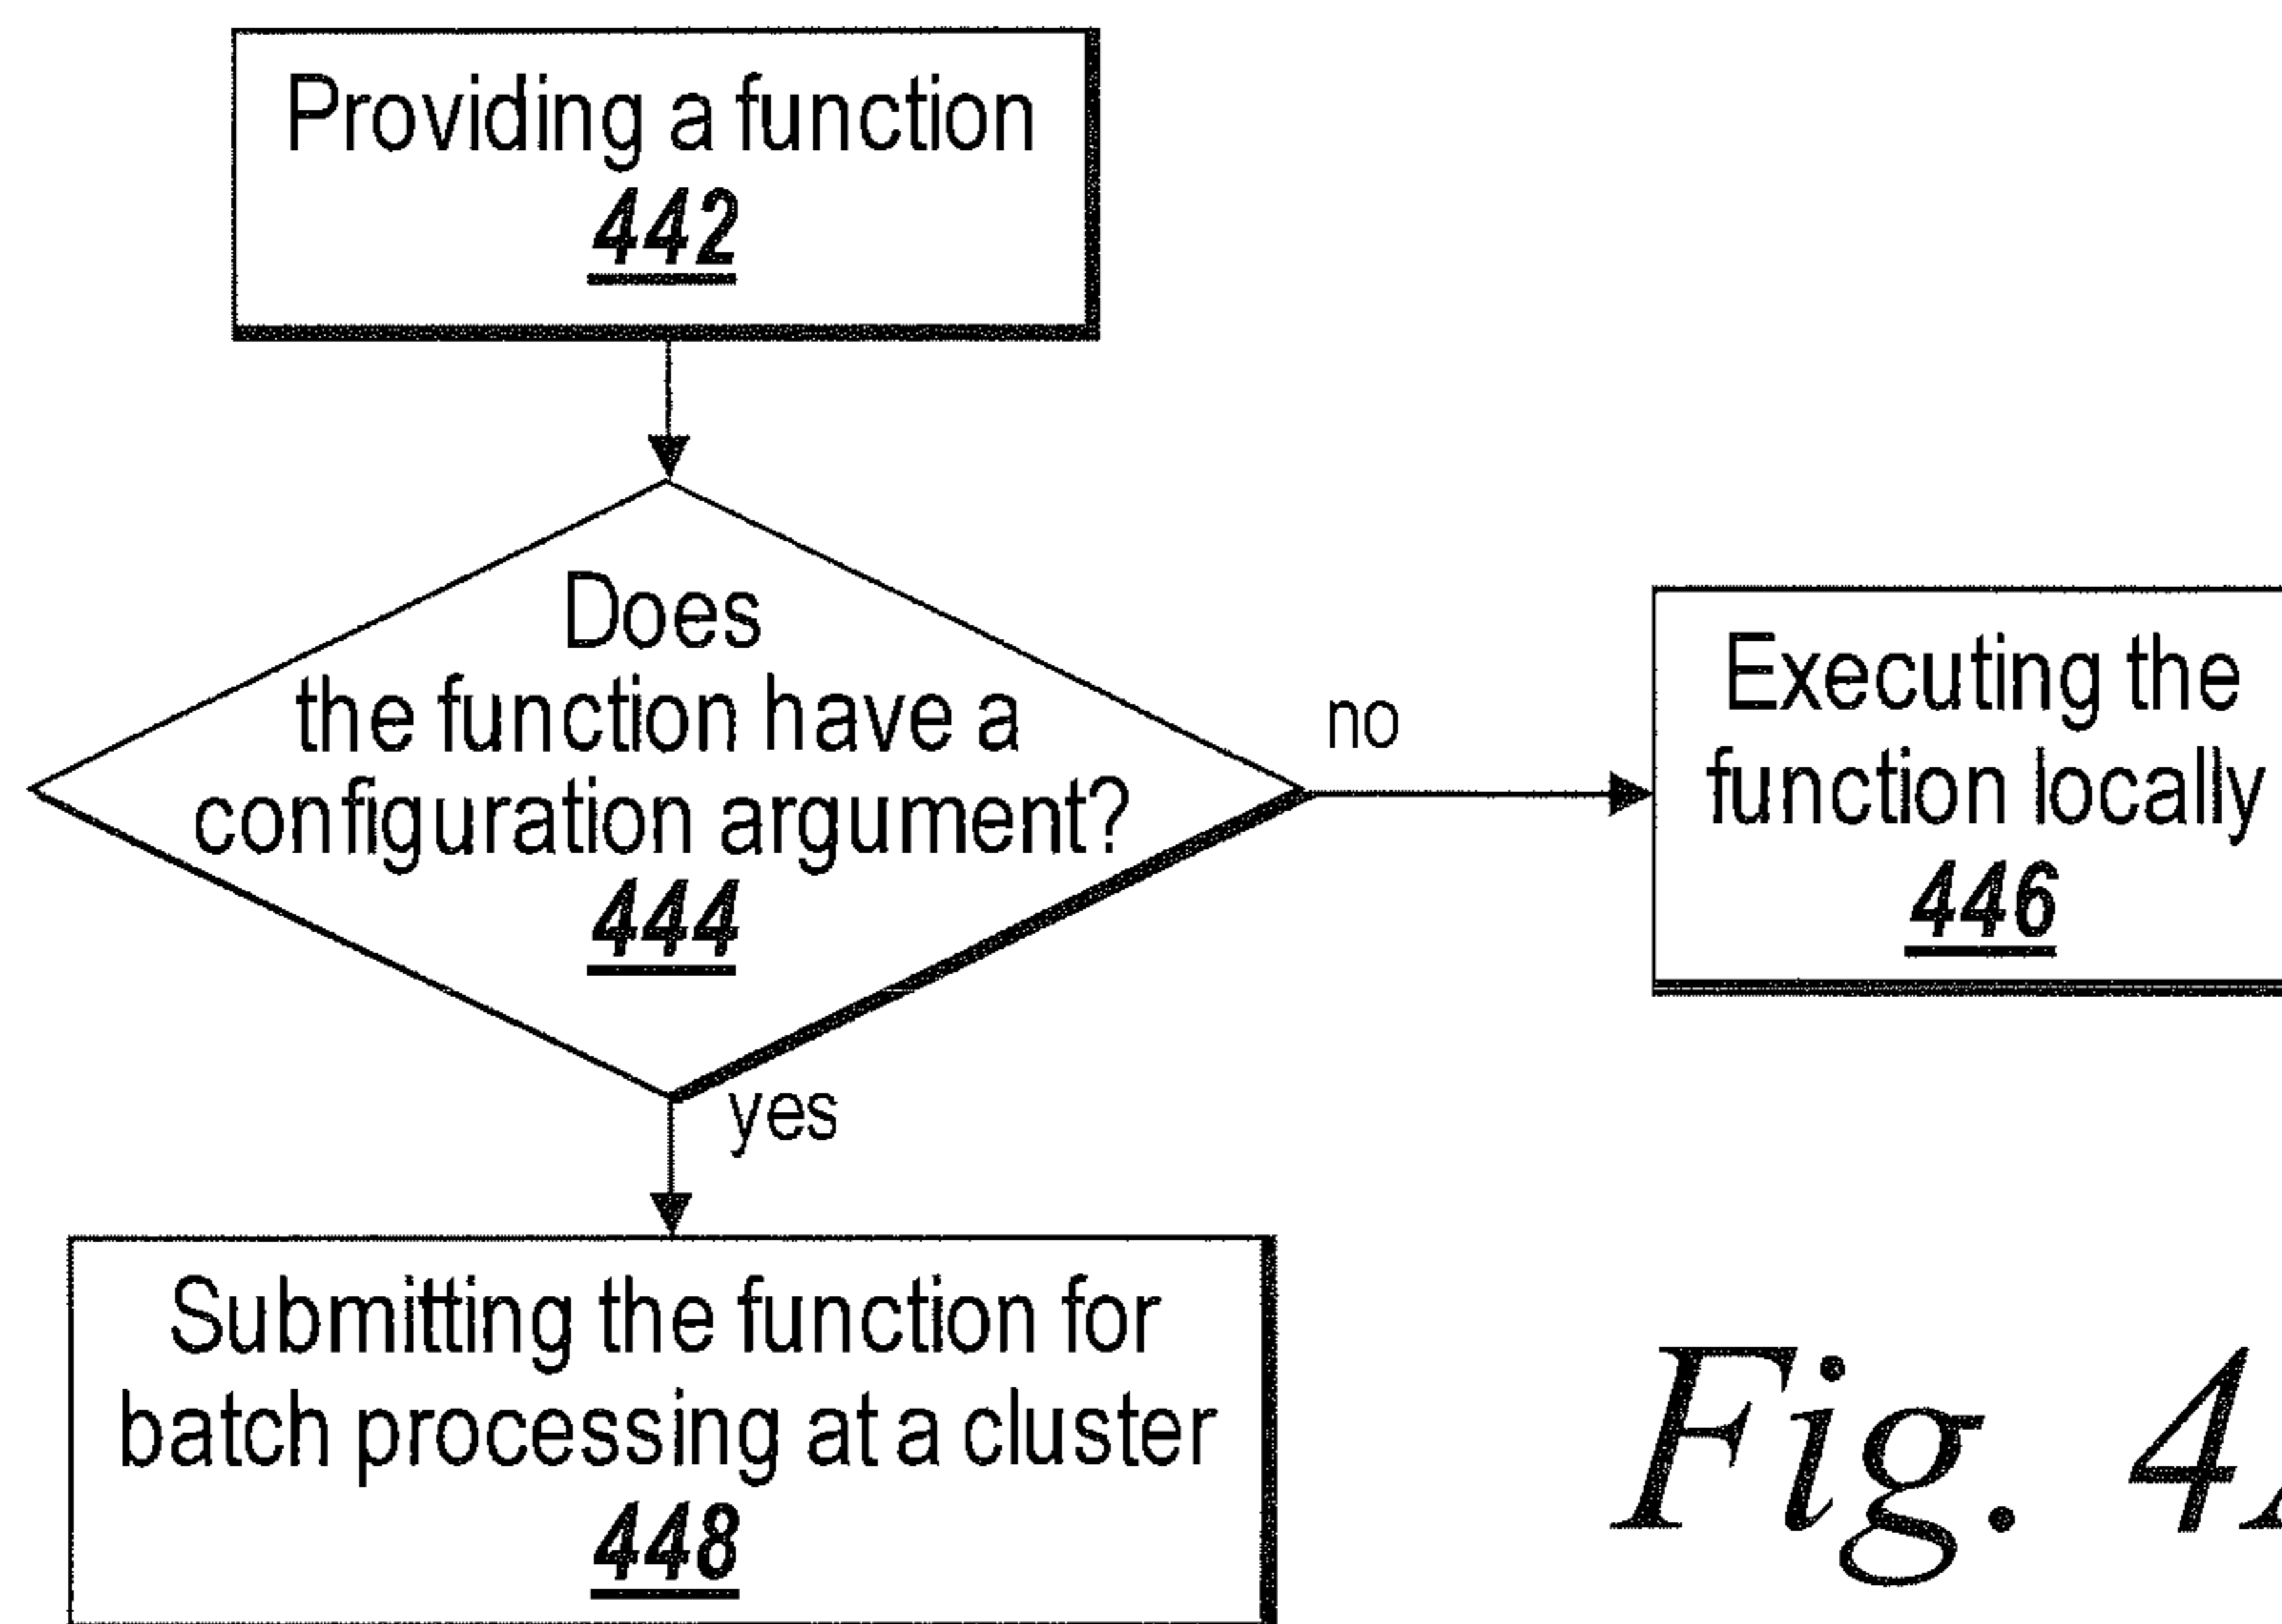 Providing a function
442
Does
the function have a
configuration argument?
444
no
Executing the
function locally
446
yes
Submitting the function for
batch processing at a cluster
448
Fig.